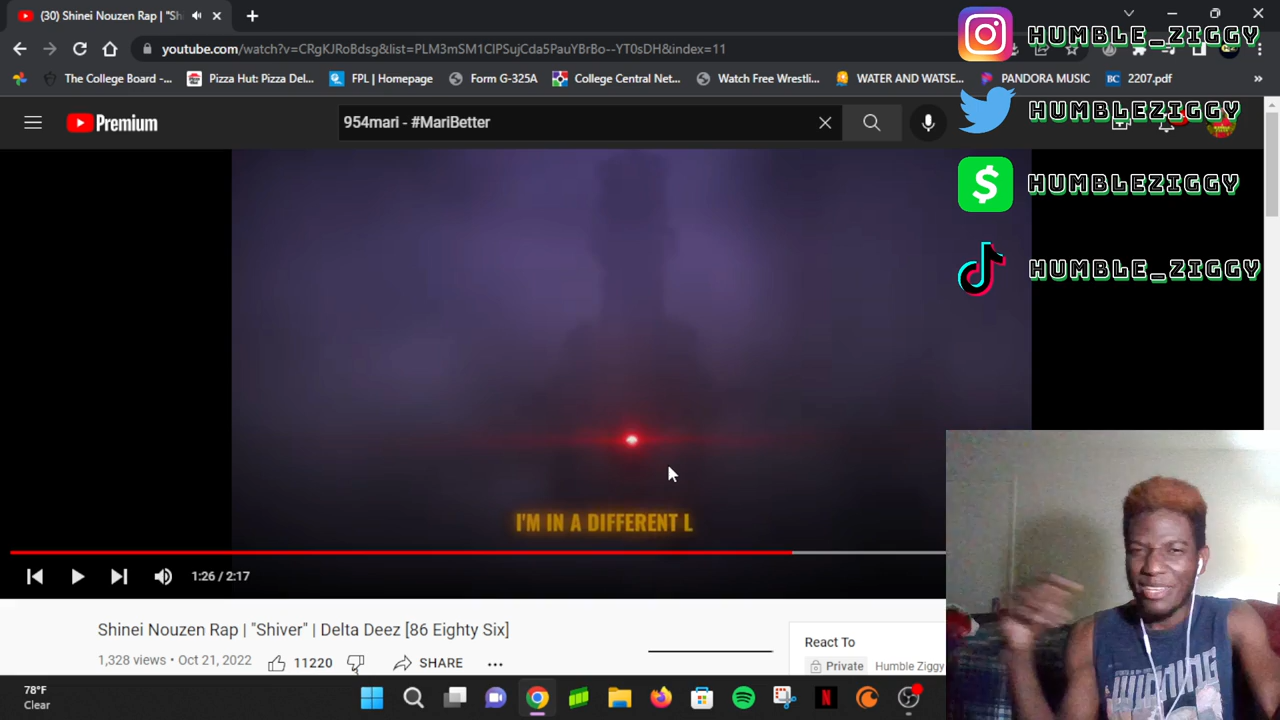 (30) Shinei Nouzen Rap | "Sh
youtube.com/watch?v=CRgKJRoBdsg&list=PLM3mSM1ClPSujCda5PauYBrBo--YT0sDH&index=11
The College Board -...
Pizza Hut: Pizza Del...
FPL | Homepage
Form G-325A
College Central Net...
Watch Free Wrestli...
WATER AND WATSE...
PANDORA MUSIC
BC 2207.pdf
HUMBLE_ZIGGY
HUMBLEZIGGY
HUMBLEZIGGY
HUMBLE_ZIGGY
Premium
954mari - #MariBetter
I'M IN A DIFFERENT L
1:26 / 2:17
Shinei Nouzen Rap | "Shiver" | Delta Deez [86 Eighty Six]
1,328 views • Oct 21, 2022
11220
SHARE
React To
Private Humble Ziggy
78°F
Clear